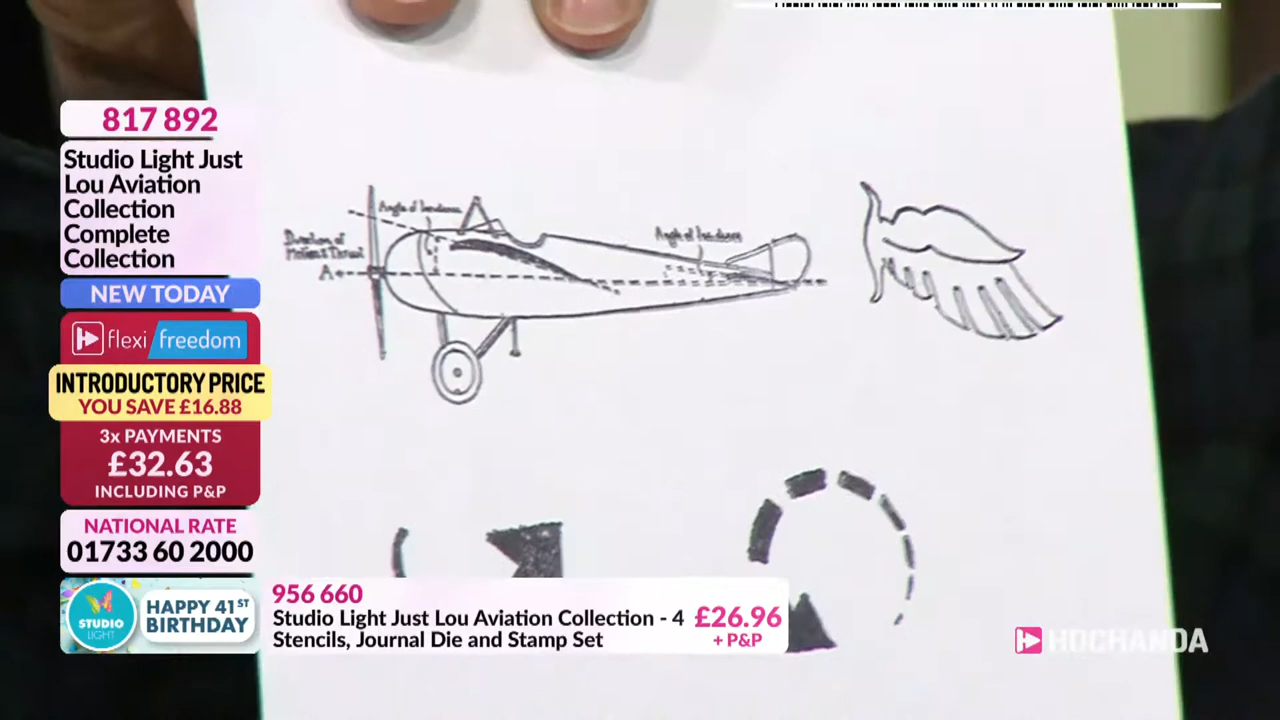 817 892
Studio Light Just
Lou Aviation
Collection
Complete
Collection
NEW TODAY
flexi freedom
INTRODUCTORY PRICE
YOU SAVE £16.88
3x PAYMENTS
£32.63
INCLUDING P&P
NATIONAL RATE
01733 60 2000
STUDIO
LIGHT
HAPPY 41ST
BIRTHDAY
956 660
Studio Light Just Lou Aviation Collection - 4
Stencils, Journal Die and Stamp Set
£26.96
+ P&P
Angle of
Direction of
A
Angle of
HOCHANDA